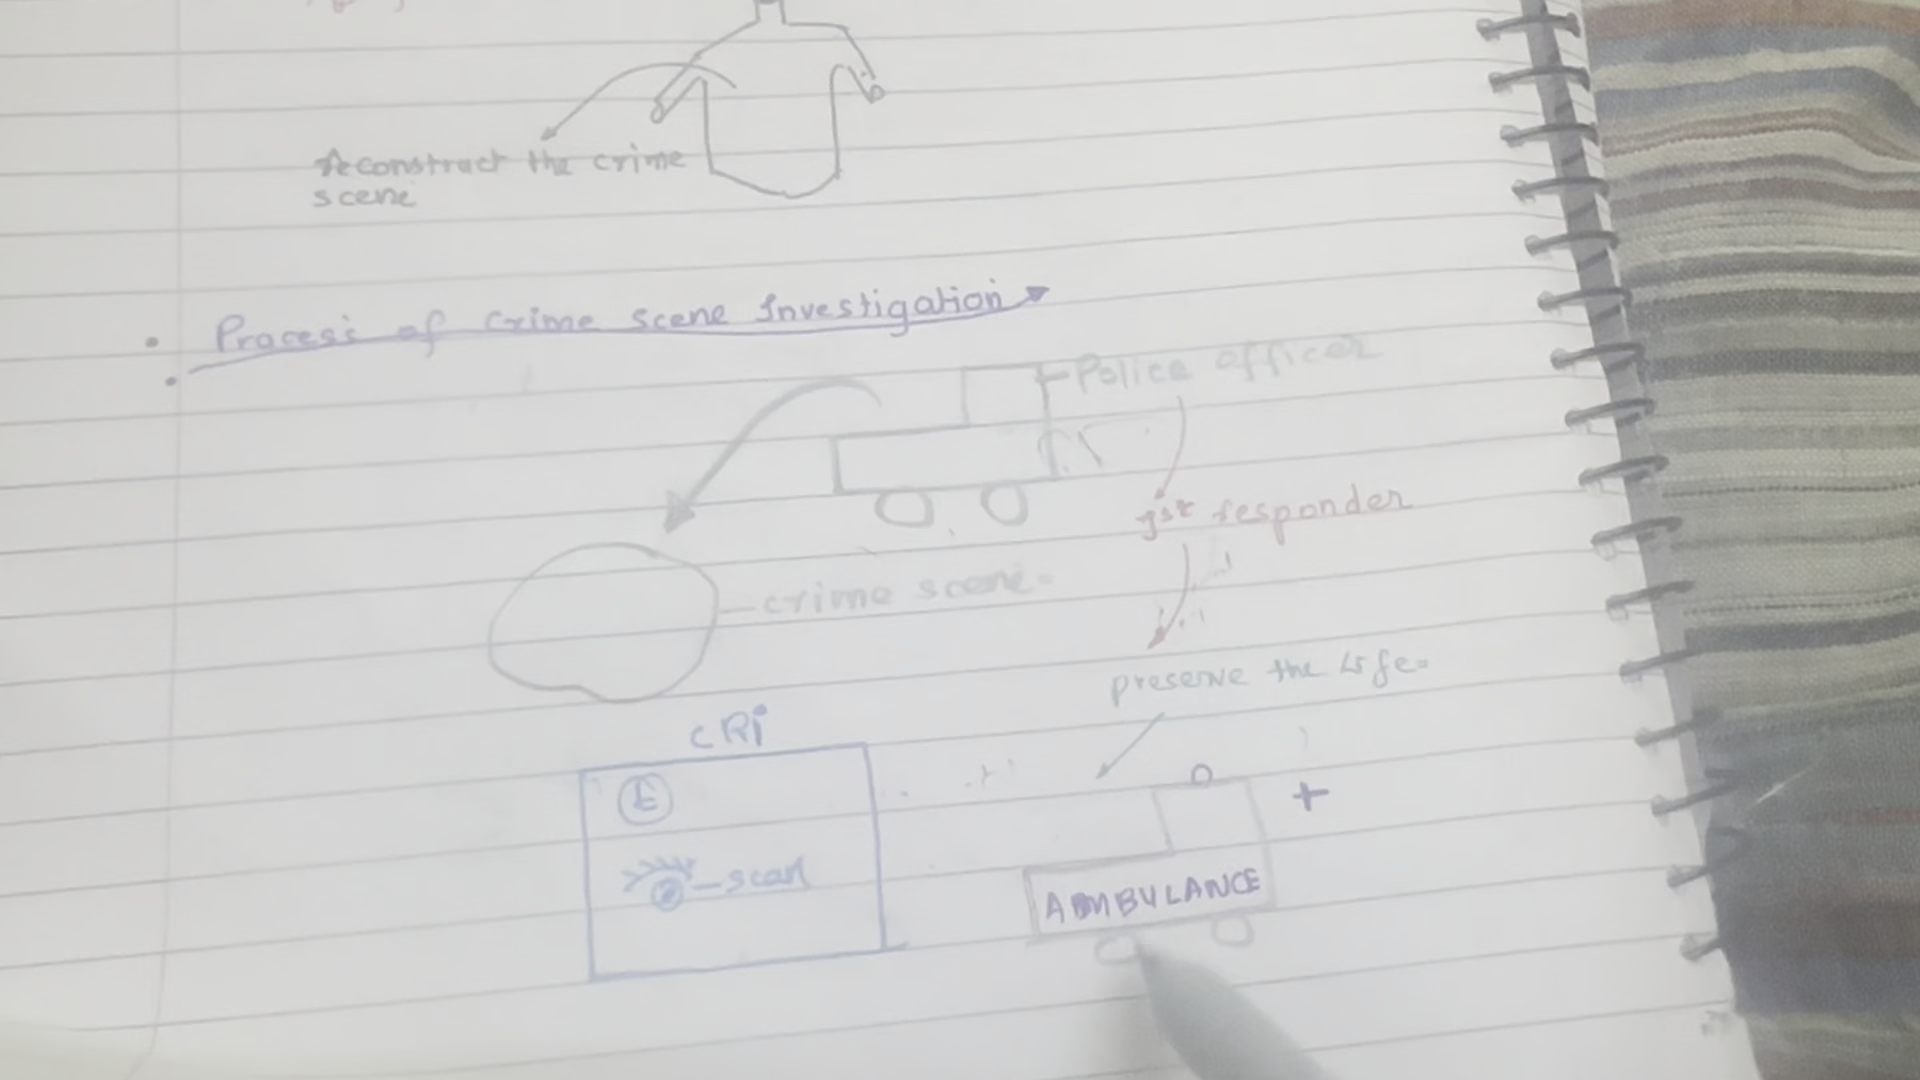 Reconstruct the crime
scene
Process of Crime Scene Investigation
Police officer
1st responder
crime scene
preserve the life
CRi
E
scan
+
AMBULANCE